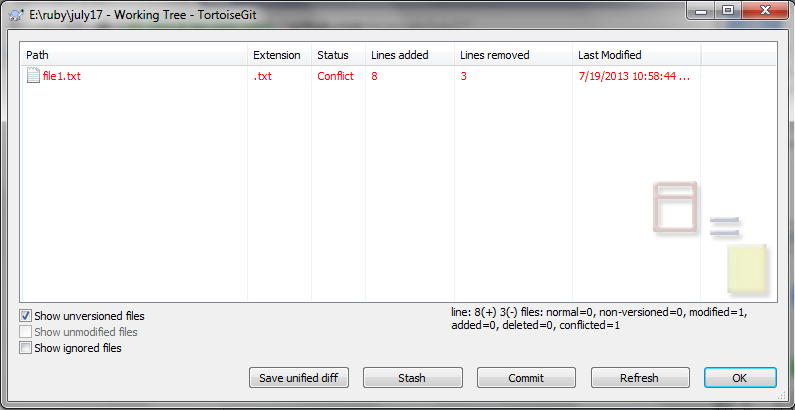 E:\ruby\july17 - Working Tree - TortoiseGit
Path Extension Status Lines added Lines removed Last Modified
file1.txt .txt Conflict 8 3 7/19/2013 10:58:44 ...
Show unversioned files
Show unmodified files
Show ignored files
line: 8(+) 3(-) files: normal=0, non-versioned=0, modified=1,
added=0, deleted=0, conflicted=1
Save unified diff Stash Commit Refresh OK